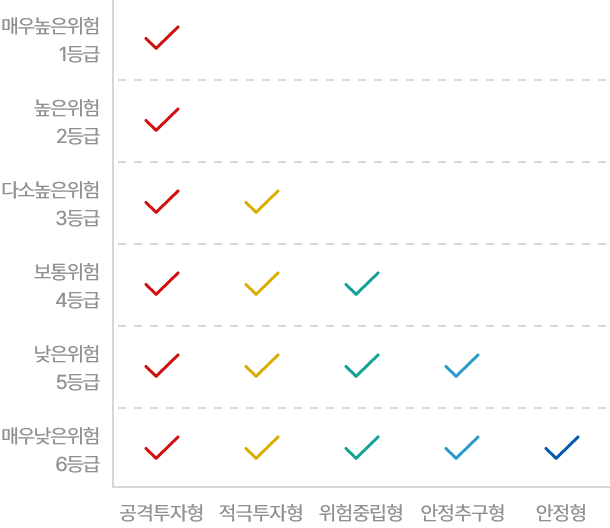 매우높은위험
1등급
높은위험
2등급
다소높은위험
3등급
보통위험
4등급
낮은위험
5등급
매우낮은위험
6등급
공격투자형 적극투자형 위험중립형 안정추구형 안정형